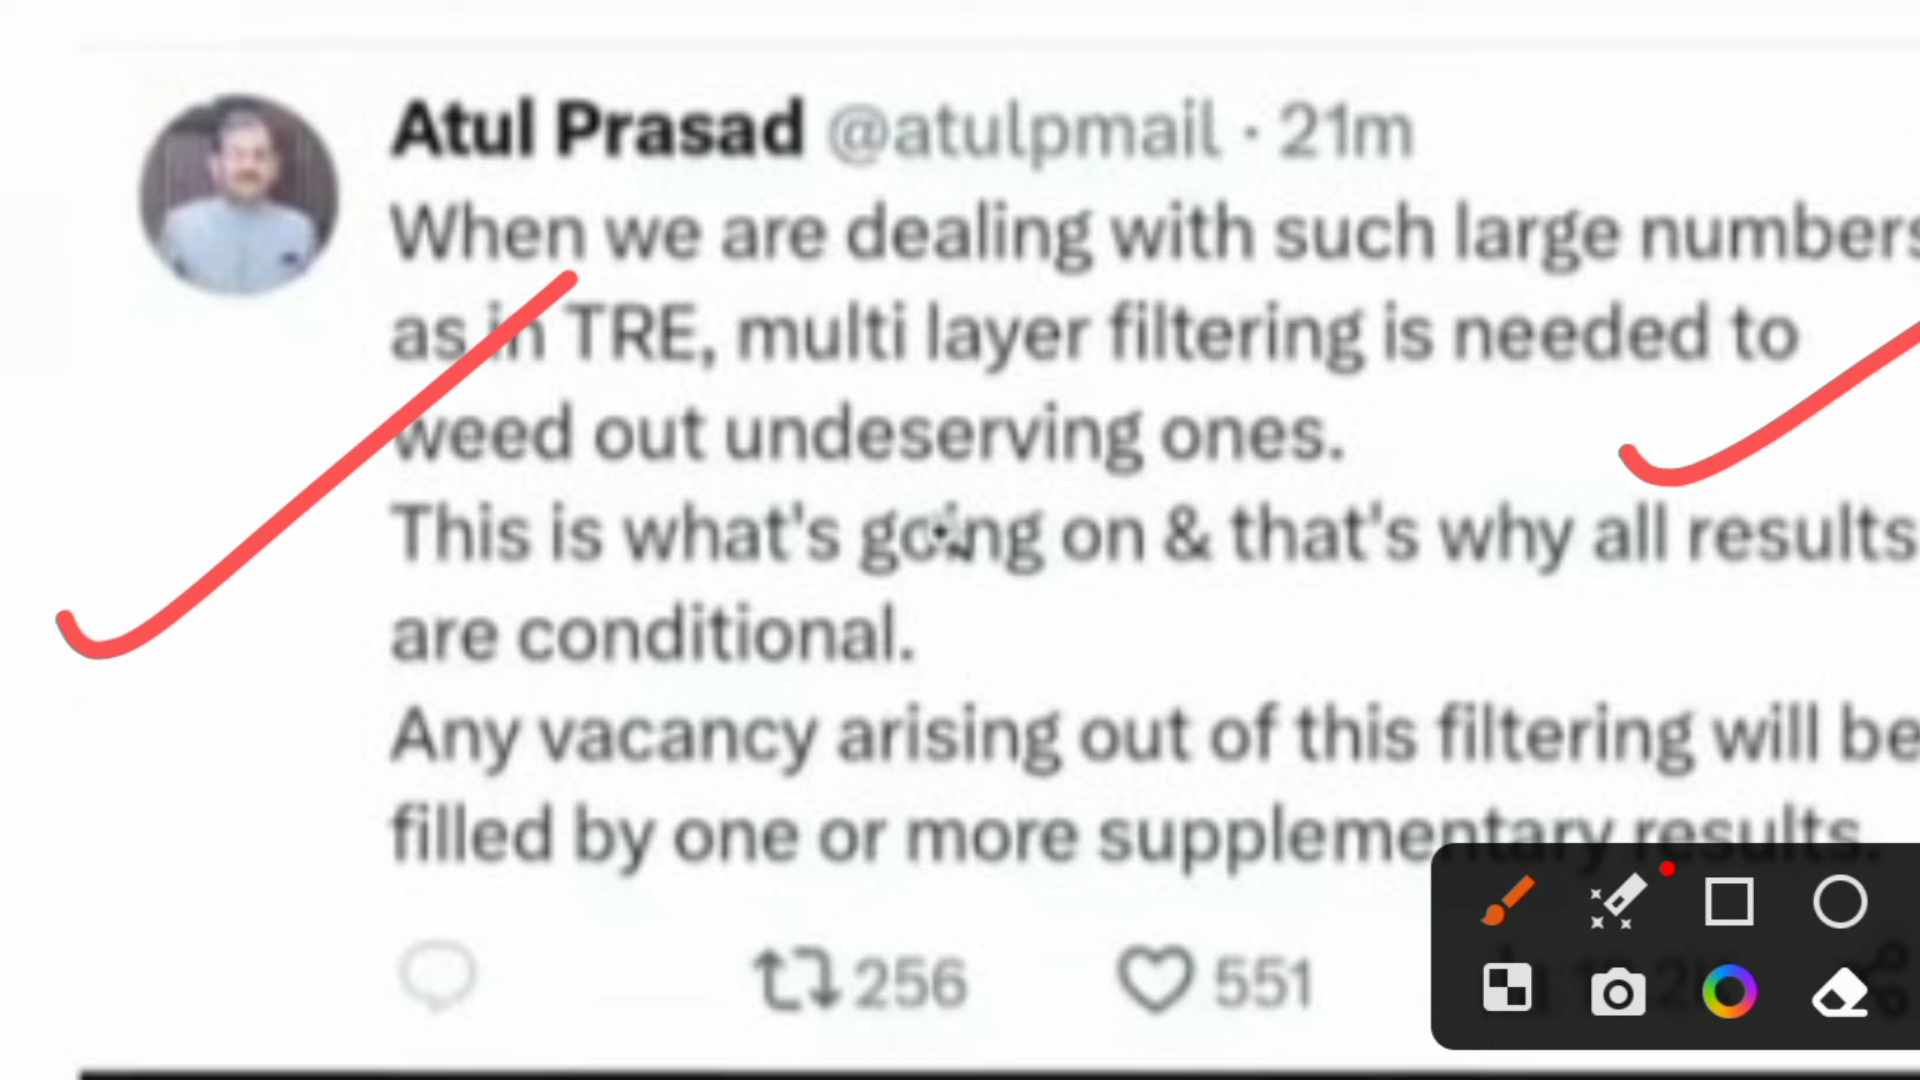 Atul Prasad @atulpmail · 21m
When we are dealing with such large numbers
as in TRE, multi layer filtering is needed to
weed out undeserving ones.
This is what's going on & that's why all results
are conditional.
Any vacancy arising out of this filtering will be
filled by one or more supplementary results.
256 551